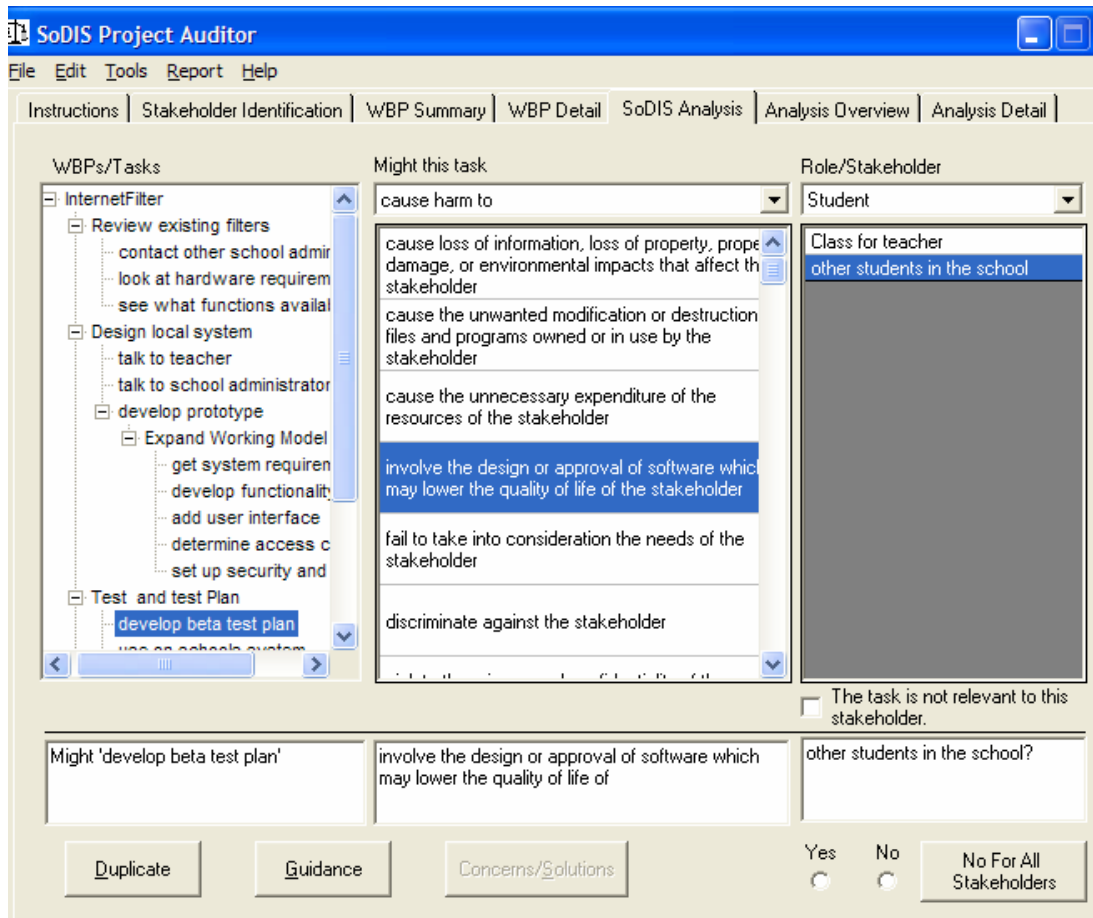 SoDIS Project Auditor
File Edit Tools Report Help
Instructions Stakeholder Identification WBP Summary WBP Detail SoDIS Analysis Analysis Overview Analysis Detail
WBPs/Tasks
InternetFilter
Review existing filters
contact other school admir
look at hardware requirem
see what functions availal
Design local system
talk to teacher
talk to school administrator
develop prototype
Expand Working Model
get system requiren
develop functionality
add user interface
determine access c
set up security and
Test and test Plan
develop beta test plan
Might this task
cause harm to
cause loss of information, loss of property, prope
damage, or environmental impacts that affect th
stakeholder
cause the unwanted modification or destruction
files and programs owned or in use by the
stakeholder
cause the unnecessary expenditure of the
resources of the stakeholder
involve the design or approval of software which
may lower the quality of life of the stakeholder
fail to take into consideration the needs of the
stakeholder
discriminate against the stakeholder
Role/Stakeholder
Student
Class for teacher
other students in the school
The task is not relevant to this
stakeholder.
Might 'develop beta test plan'
involve the design or approval of software which
may lower the quality of life of
other students in the school?
Duplicate Guidance Concerns/Solutions
Yes No
No For All
Stakeholders